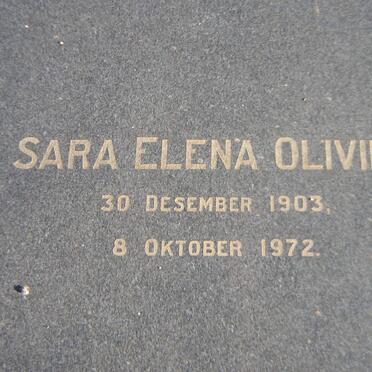 SARA ELENA OLIVI
30 DESEMBER 1903,
8 OKTOBER 1972.